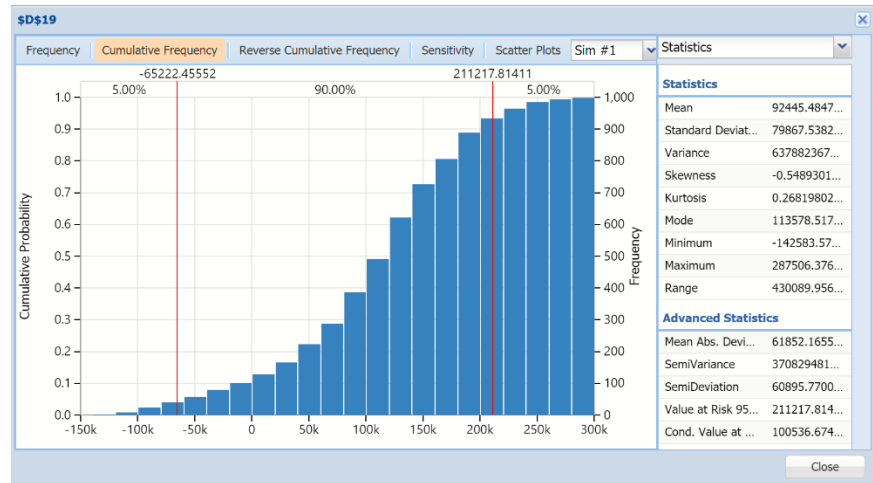 $D$19
Frequency Cumulative Frequency Reverse Cumulative Frequency Sensitivity Scatter Plots Sim #1 Statistics
-65222.45552 211217.81411
5.00% 90.00% 5.00%
Cumulative Probability
1.0
0.9
0.8
0.7
0.6
0.5
0.4
0.3
0.2
0.1
0.0
1,000
900
800
700
600
500
400
300
200
100
0
Frequency
-150k -100k -50k 0 50k 100k 150k 200k 250k 300k
Statistics
Mean 92445.4847...
Standard Deviat... 79867.5382...
Variance 637882367...
Skewness -0.5489301...
Kurtosis 0.26819802...
Mode 113578.517...
Minimum -142583.57...
Maximum 287506.376...
Range 430089.956...
Advanced Statistics
Mean Abs. Devi... 61852.1655...
SemiVariance 370829481...
SemiDeviation 60895.7700...
Value at Risk 95... 211217.814...
Cond. Value at ... 100536.674...
Close